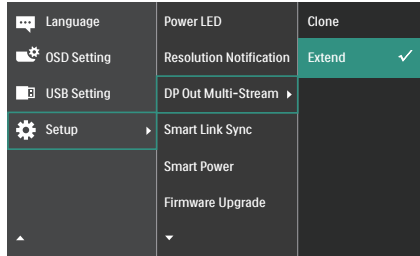 Language
OSD Setting
USB Setting
Setup
Power LED
Resolution Notification
DP Out Multi-Stream
Smart Link Sync
Smart Power
Firmware Upgrade
Clone
Extend